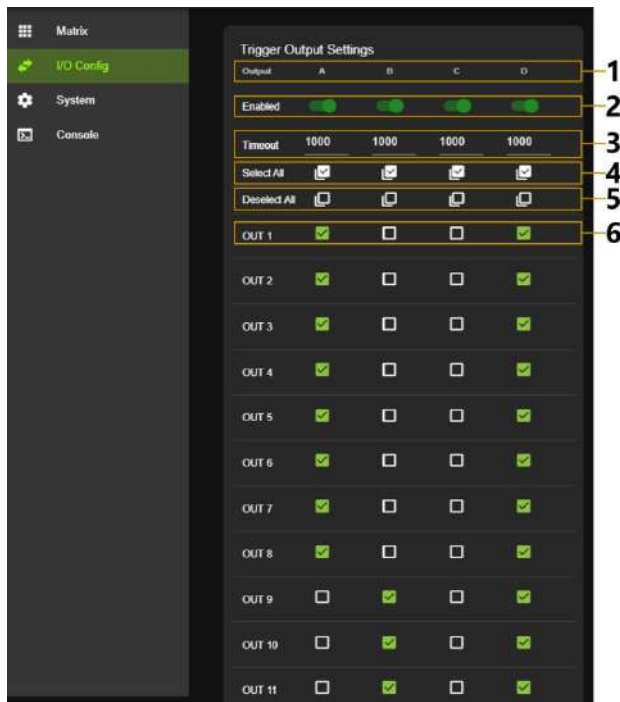 Matrix
I/O Config
System
Console
Trigger Output Settings
Output A B C D
Enabled
Timeout 1000 1000 1000 1000
Select All
Deselect All
OUT 1
OUT 2
OUT 3
OUT 4
OUT 5
OUT 6
OUT 7
OUT 8
OUT 9
OUT 10
OUT 11
1
2
3
4
5
6